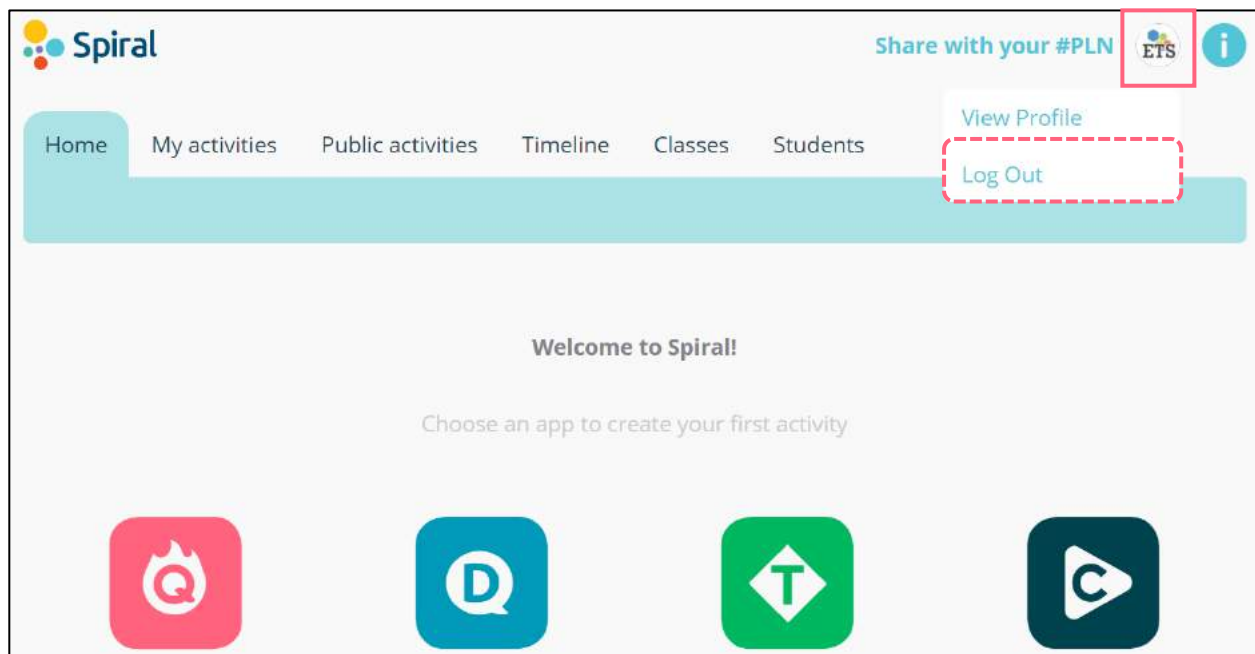 Spiral
Share with your #PLN
ETS
i
View Profile
Log Out
Home
My activities
Public activities
Timeline
Classes
Students
Welcome to Spiral!
Choose an app to create your first activity
Q
D
T
C